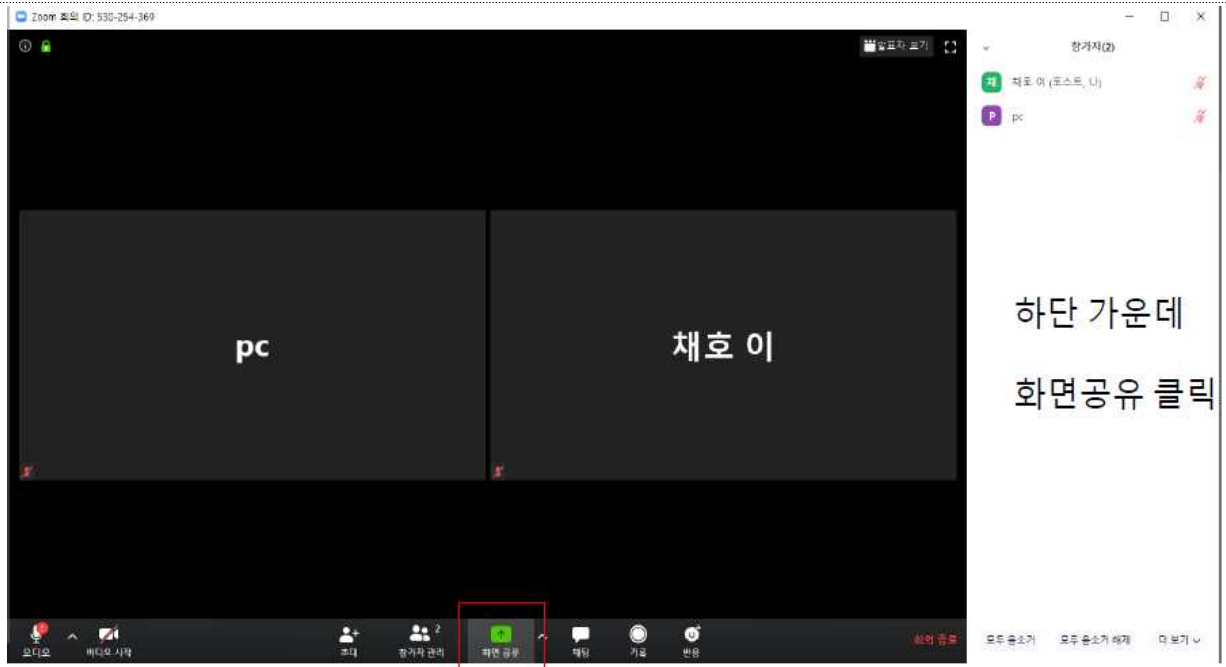 Zoom 회의 ID: 530-254-369
발표자 보기
참가자(2)
채 채호 이 (호스트, 나)
P pc
pc
채호 이
하단 가운데
화면공유 클릭
오디오
비디오 시작
초대
참가자 관리 2
화면 공유
채팅
기록
반응
회의 종료
모두 음소거
모두 음소거 해제
더 보기